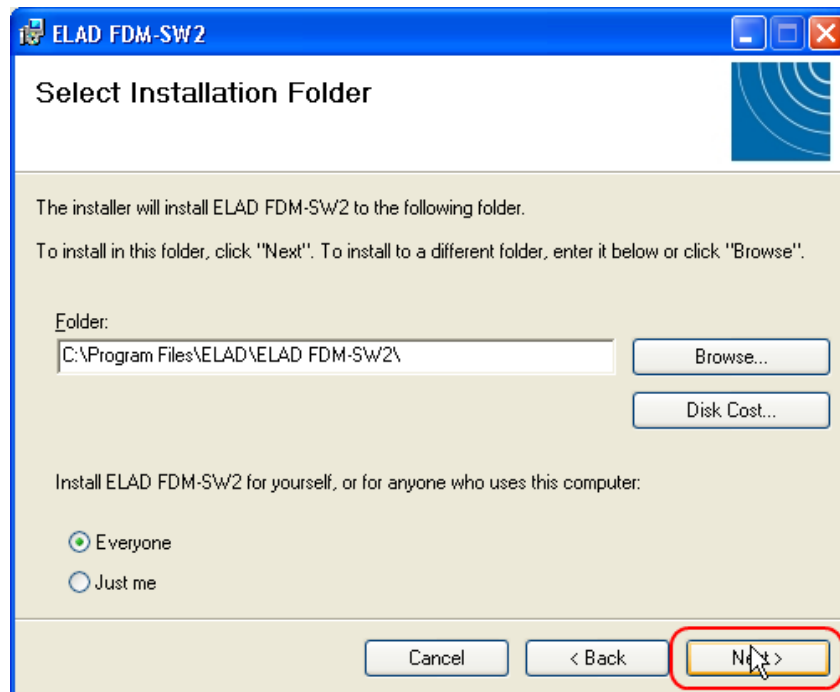 ELAD FDM-SW2
Select Installation Folder
The installer will install ELAD FDM-SW2 to the following folder.
To install in this folder, click "Next". To install to a different folder, enter it below or click "Browse".
Folder:
C:\Program Files\ELAD\ELAD FDM-SW2\
Browse...
Disk Cost...
Install ELAD FDM-SW2 for yourself, or for anyone who uses this computer:
Everyone
Just me
Cancel
< Back
Next >